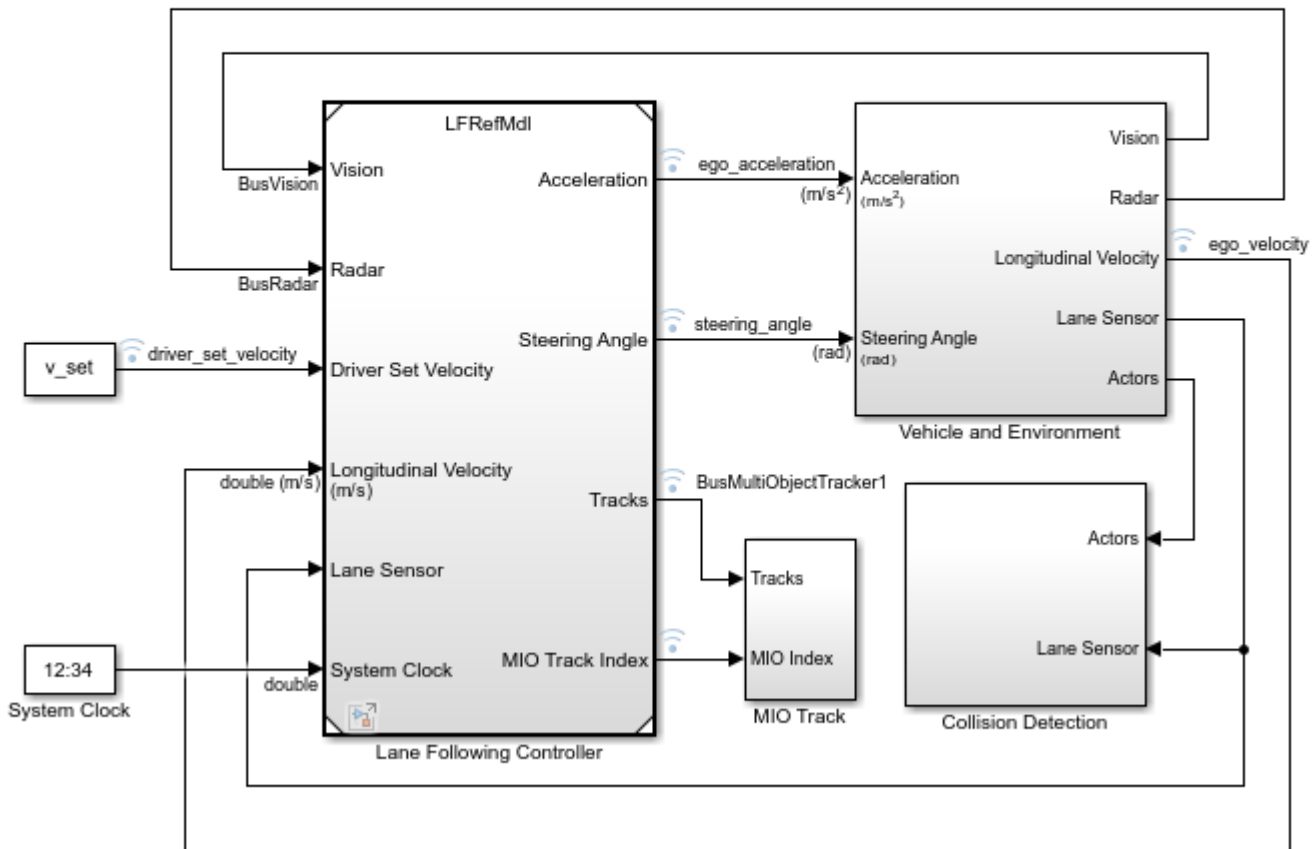 LFRefMdl
Vision
BusVision
Radar
BusRadar
v_set
driver_set_velocity
Driver Set Velocity
double (m/s)
Longitudinal Velocity
(m/s)
Lane Sensor
12:34
System Clock
double
System Clock
Acceleration
Steering Angle
Tracks
MIO Track Index
Lane Following Controller
ego_acceleration
(m/s²)
steering_angle
(rad)
BusMultiObjectTracker1
Acceleration
(m/s²)
Steering Angle
(rad)
Vision
Radar
Longitudinal Velocity
Lane Sensor
Actors
Vehicle and Environment
ego_velocity
Tracks
MIO Index
MIO Track
Actors
Lane Sensor
Collision Detection